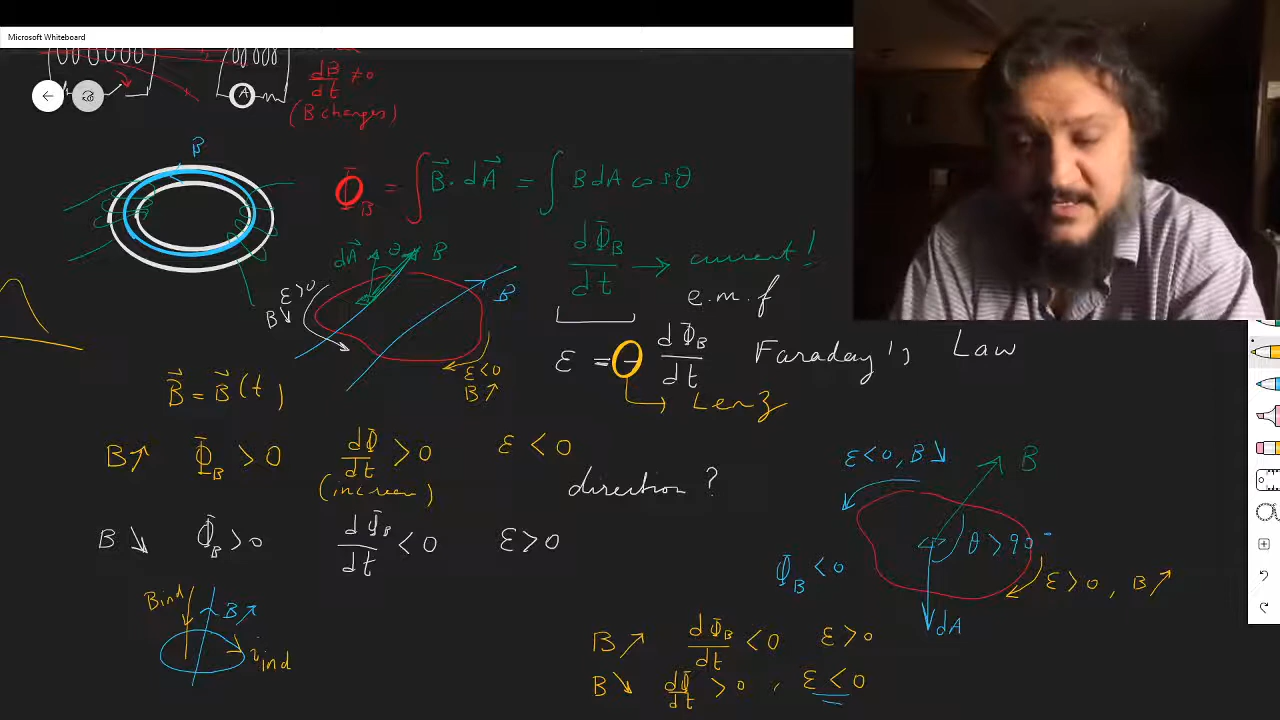 Microsoft Whiteboard
A
dB/dt ≠ 0
(B changes)
B
Φ_B = ∫ B⃗ · dA⃗ = ∫ B dA cos θ
dA⃗ θ B
dΦ_B/dt → current!
e.m.f
ε>0
B↘
B
ε<0
B↗
ε = - dΦ_B/dt Faraday's Law
→ Lenz
B⃗ = B⃗(t)
B↗ Φ_B > 0 dΦ/dt > 0 ε < 0
(increase)
direction ?
B↘ Φ_B > 0 dΦ_B/dt < 0 ε > 0
B ind B↗
i ind
ε<0, B↘
B
θ > 90°
Φ_B < 0
ε>0, B↗
dA
B↗ dΦ_B/dt < 0 ε > 0
B↘ dΦ/dt > 0, ε < 0